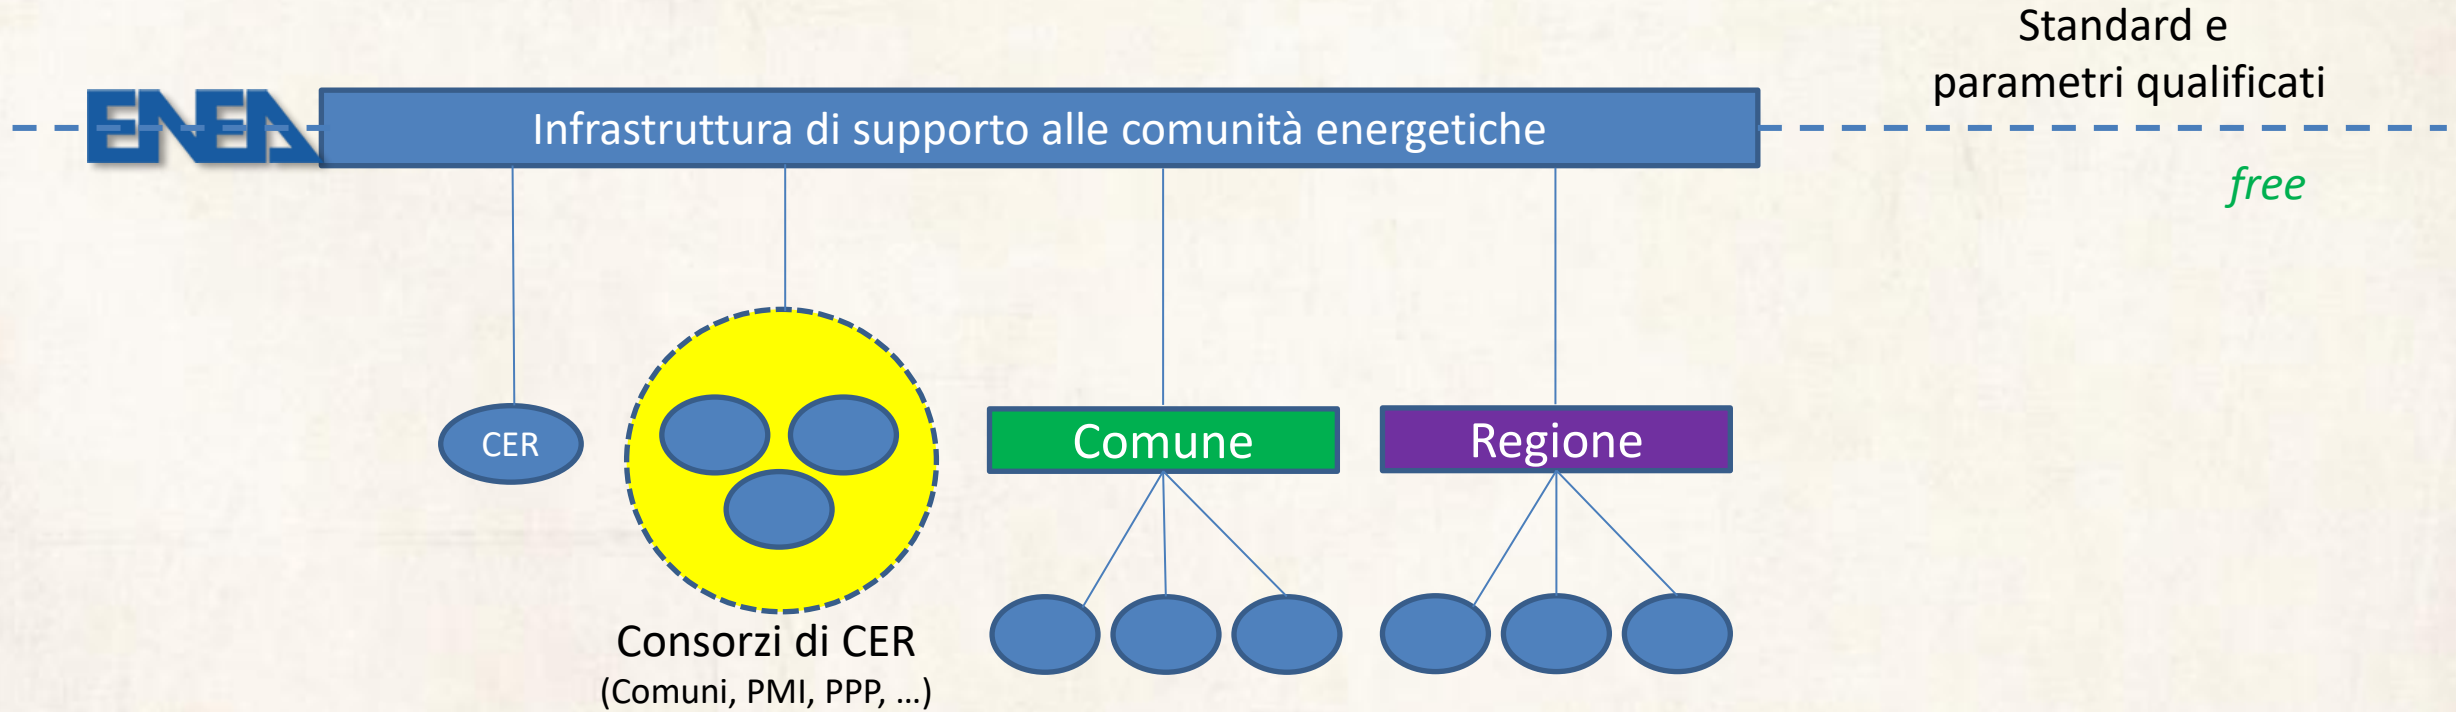 Standard e
parametri qualificati
ENEA
Infrastruttura di supporto alle comunità energetiche
free
CER
Comune
Regione
Consorzi di CER
(Comuni, PMI, PPP, ...)